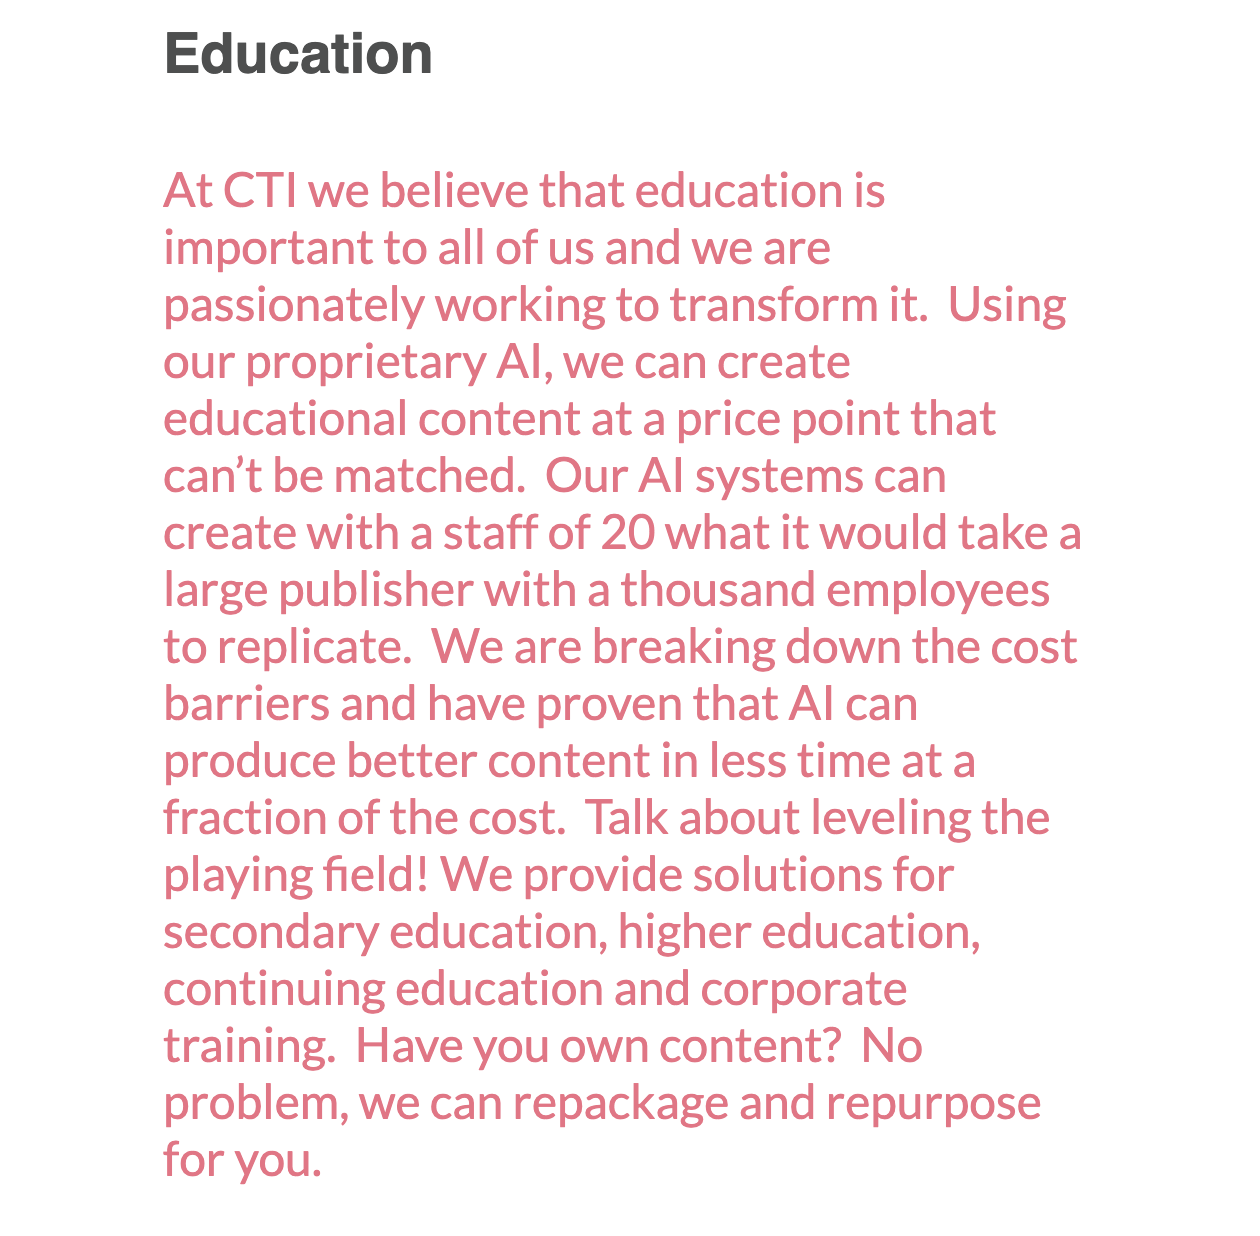 Education
At CTI we believe that education is
important to all of us and we are
passionately working to transform it.  Using
our proprietary AI, we can create
educational content at a price point that
can’t be matched.  Our AI systems can
create with a staff of 20 what it would take a
large publisher with a thousand employees
to replicate.  We are breaking down the cost
barriers and have proven that AI can
produce better content in less time at a
fraction of the cost.  Talk about leveling the
playing field! We provide solutions for
secondary education, higher education,
continuing education and corporate
training.  Have you own content?  No
problem, we can repackage and repurpose
for you.